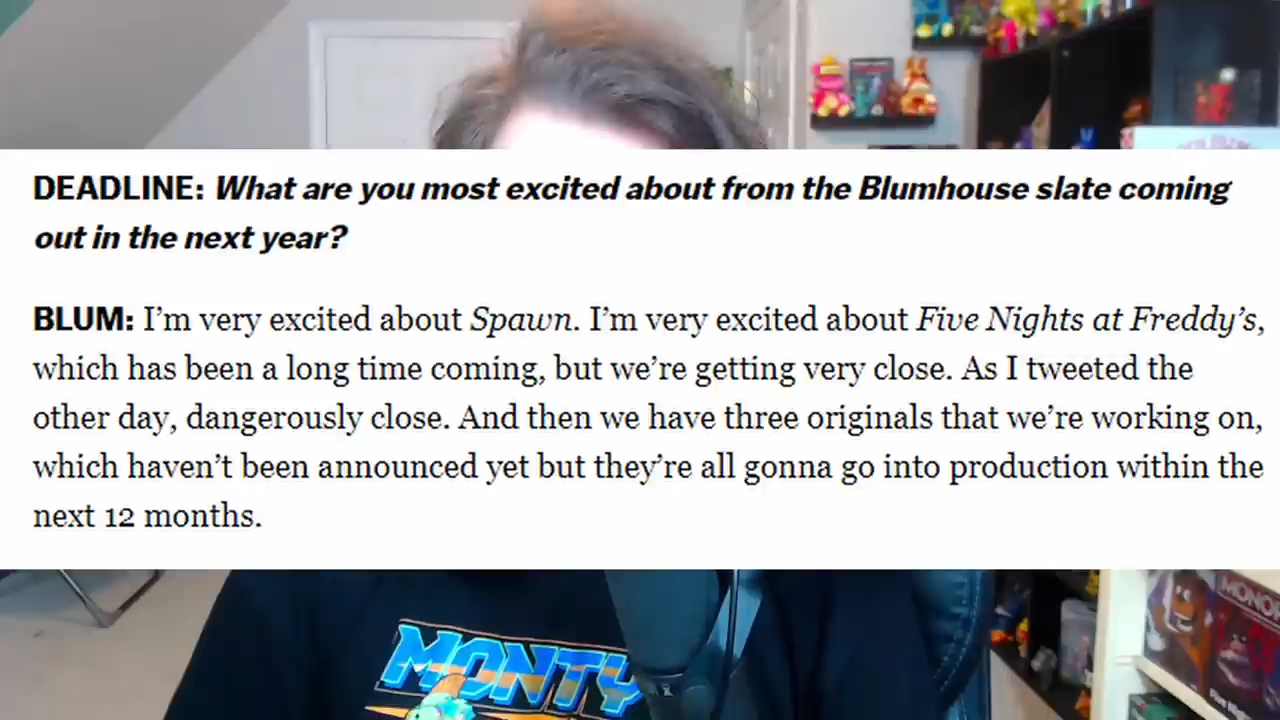 DEADLINE: What are you most excited about from the Blumhouse slate coming
out in the next year?
BLUM: I’m very excited about Spawn. I’m very excited about Five Nights at Freddy’s,
which has been a long time coming, but we’re getting very close. As I tweeted the
other day, dangerously close. And then we have three originals that we’re working on,
which haven’t been announced yet but they’re all gonna go into production within the
next 12 months.
MONTY
MONO